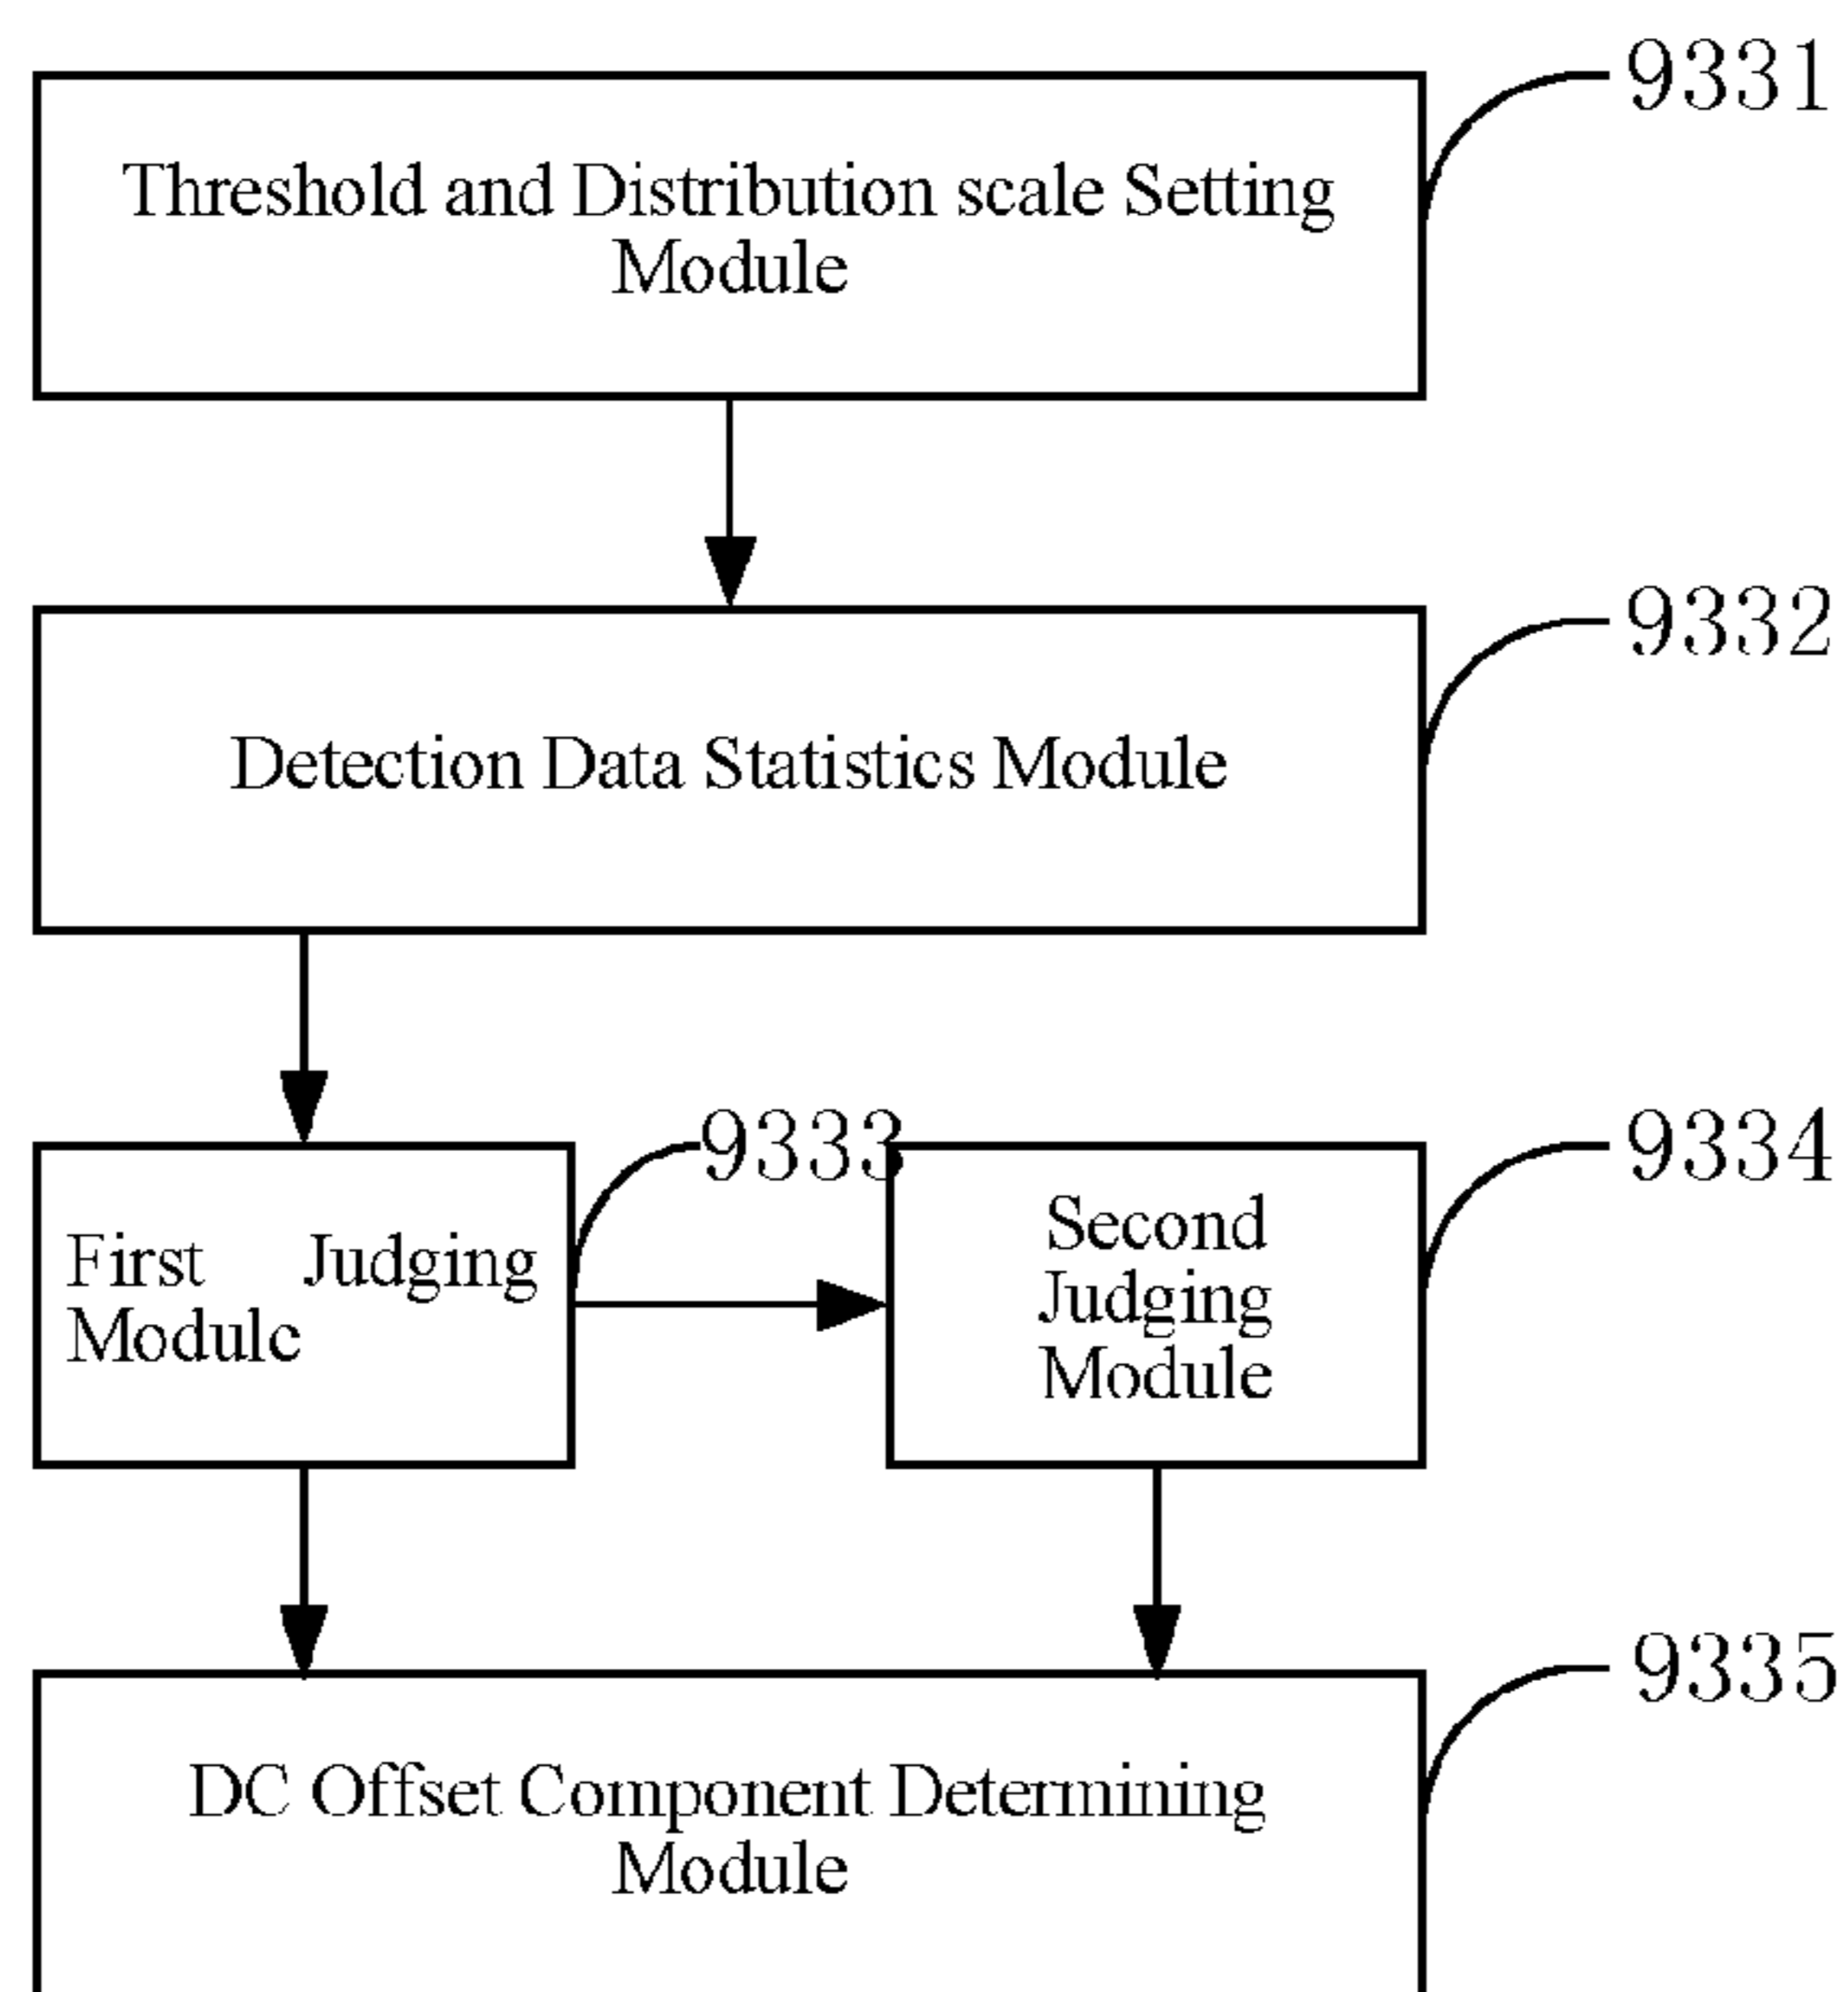 9331
Threshold and Distribution scale Setting
Module
9332
Detection Data Statistics Module
9333
First Judging
Module
9334
Second
Judging
Module
9335
DC Offset Component Determining
Module